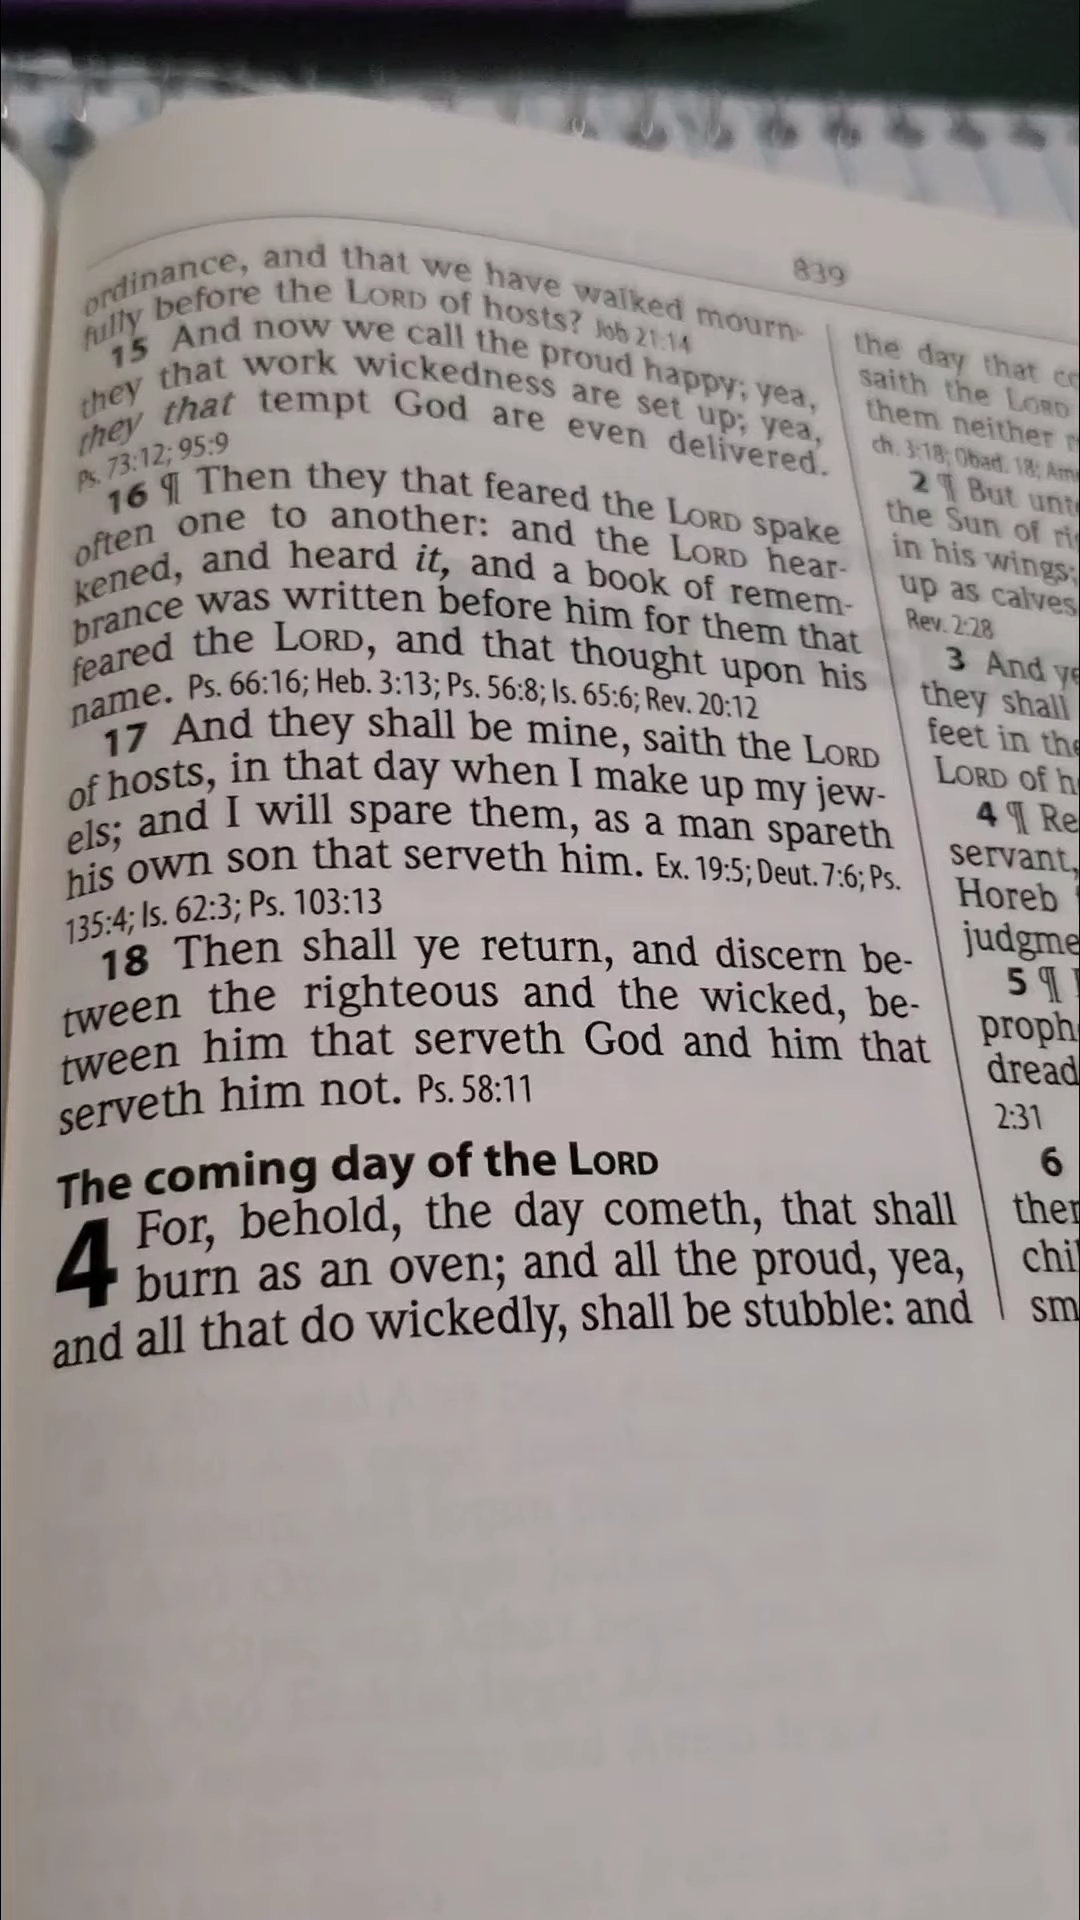 839
ordinance, and that we have walked mourn-
fully before the LORD of hosts? Job 21:14
15 And now we call the proud happy; yea,
they that work wickedness are set up; yea,
they that tempt God are even delivered.
Ps. 73:12; 95:9
16 ¶ Then they that feared the LORD spake
often one to another: and the LORD hear-
kened, and heard it, and a book of remem-
brance was written before him for them that
feared the LORD, and that thought upon his
name. Ps. 66:16; Heb. 3:13; Ps. 56:8; Is. 65:6; Rev. 20:12
17 And they shall be mine, saith the LORD
of hosts, in that day when I make up my jew-
els; and I will spare them, as a man spareth
his own son that serveth him. Ex. 19:5; Deut. 7:6; Ps.
135:4; Is. 62:3; Ps. 103:13
18 Then shall ye return, and discern be-
tween the righteous and the wicked, be-
tween him that serveth God and him that
serveth him not. Ps. 58:11
The coming day of the LORD
4 For, behold, the day cometh, that shall
burn as an oven; and all the proud, yea,
and all that do wickedly, shall be stubble: and
the day that
saith the LORD
them neither
ch. 3:18; Obad. 18;
2 ¶ But
the Sun of
in his wings;
up as calves
Rev. 2:28
3 And
they shall
feet in
LORD of
4 ¶
servant,
Horeb
5 ¶
2:31
6